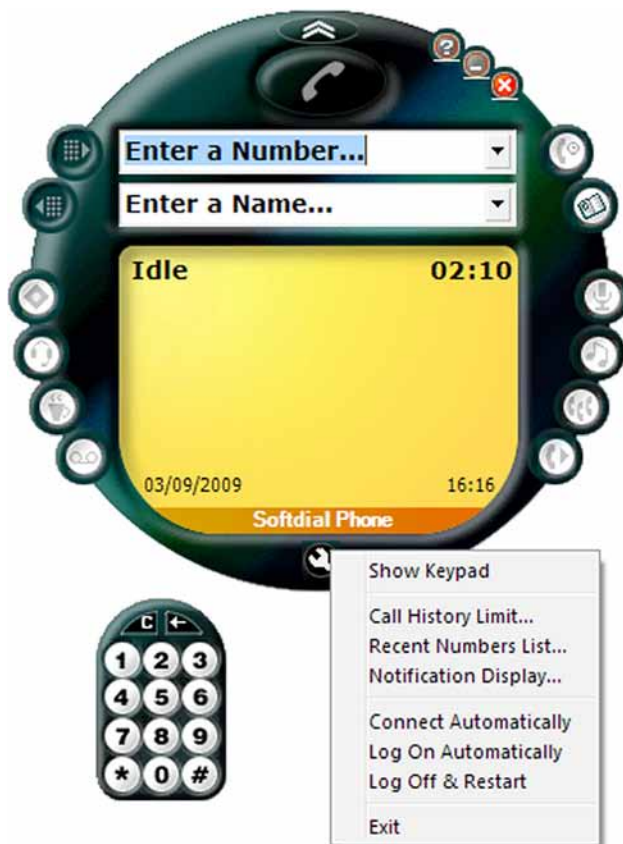 ?
Enter a Number...
Enter a Name...
Idle 02:10
03/09/2009 16:16
Softdial Phone
Show Keypad
Call History Limit...
Recent Numbers List...
Notification Display...
Connect Automatically
Log On Automatically
Log Off & Restart
Exit
C
1 2 3
4 5 6
7 8 9
* 0 #